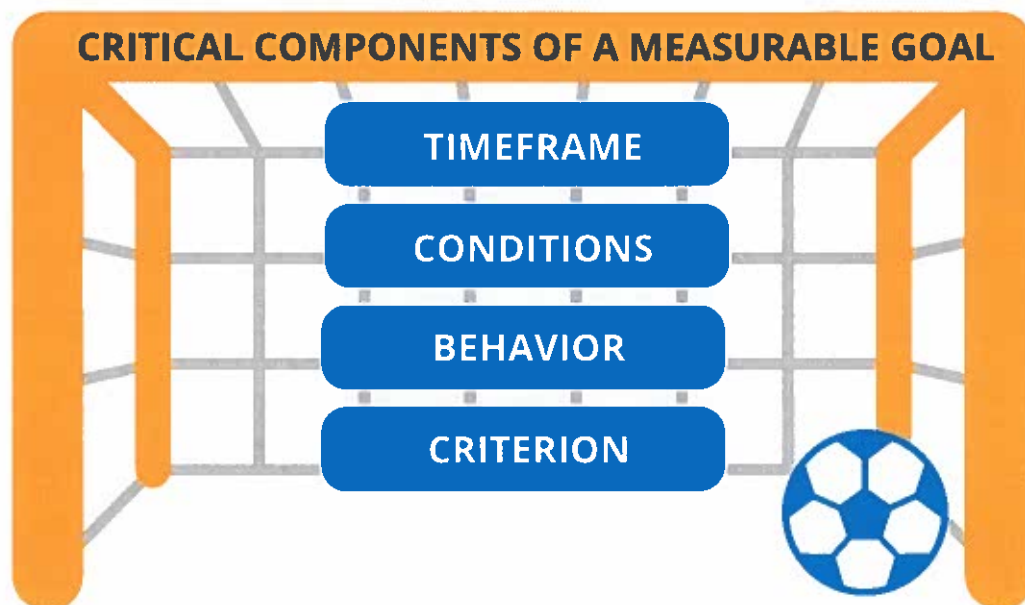 CRITICAL COMPONENTS OF A MEASURABLE GOAL
TIMEFRAME
CONDITIONS
BEHAVIOR
CRITERION